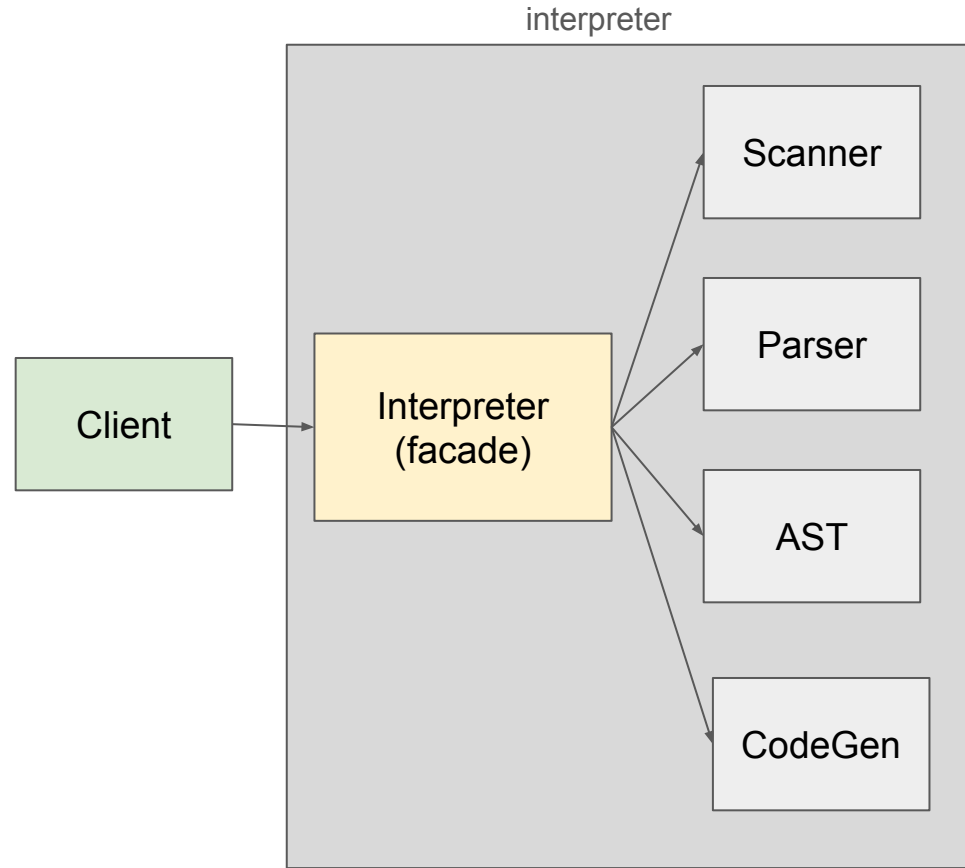 interpreter
Scanner
Parser
Client
Interpreter
(facade)
AST
CodeGen